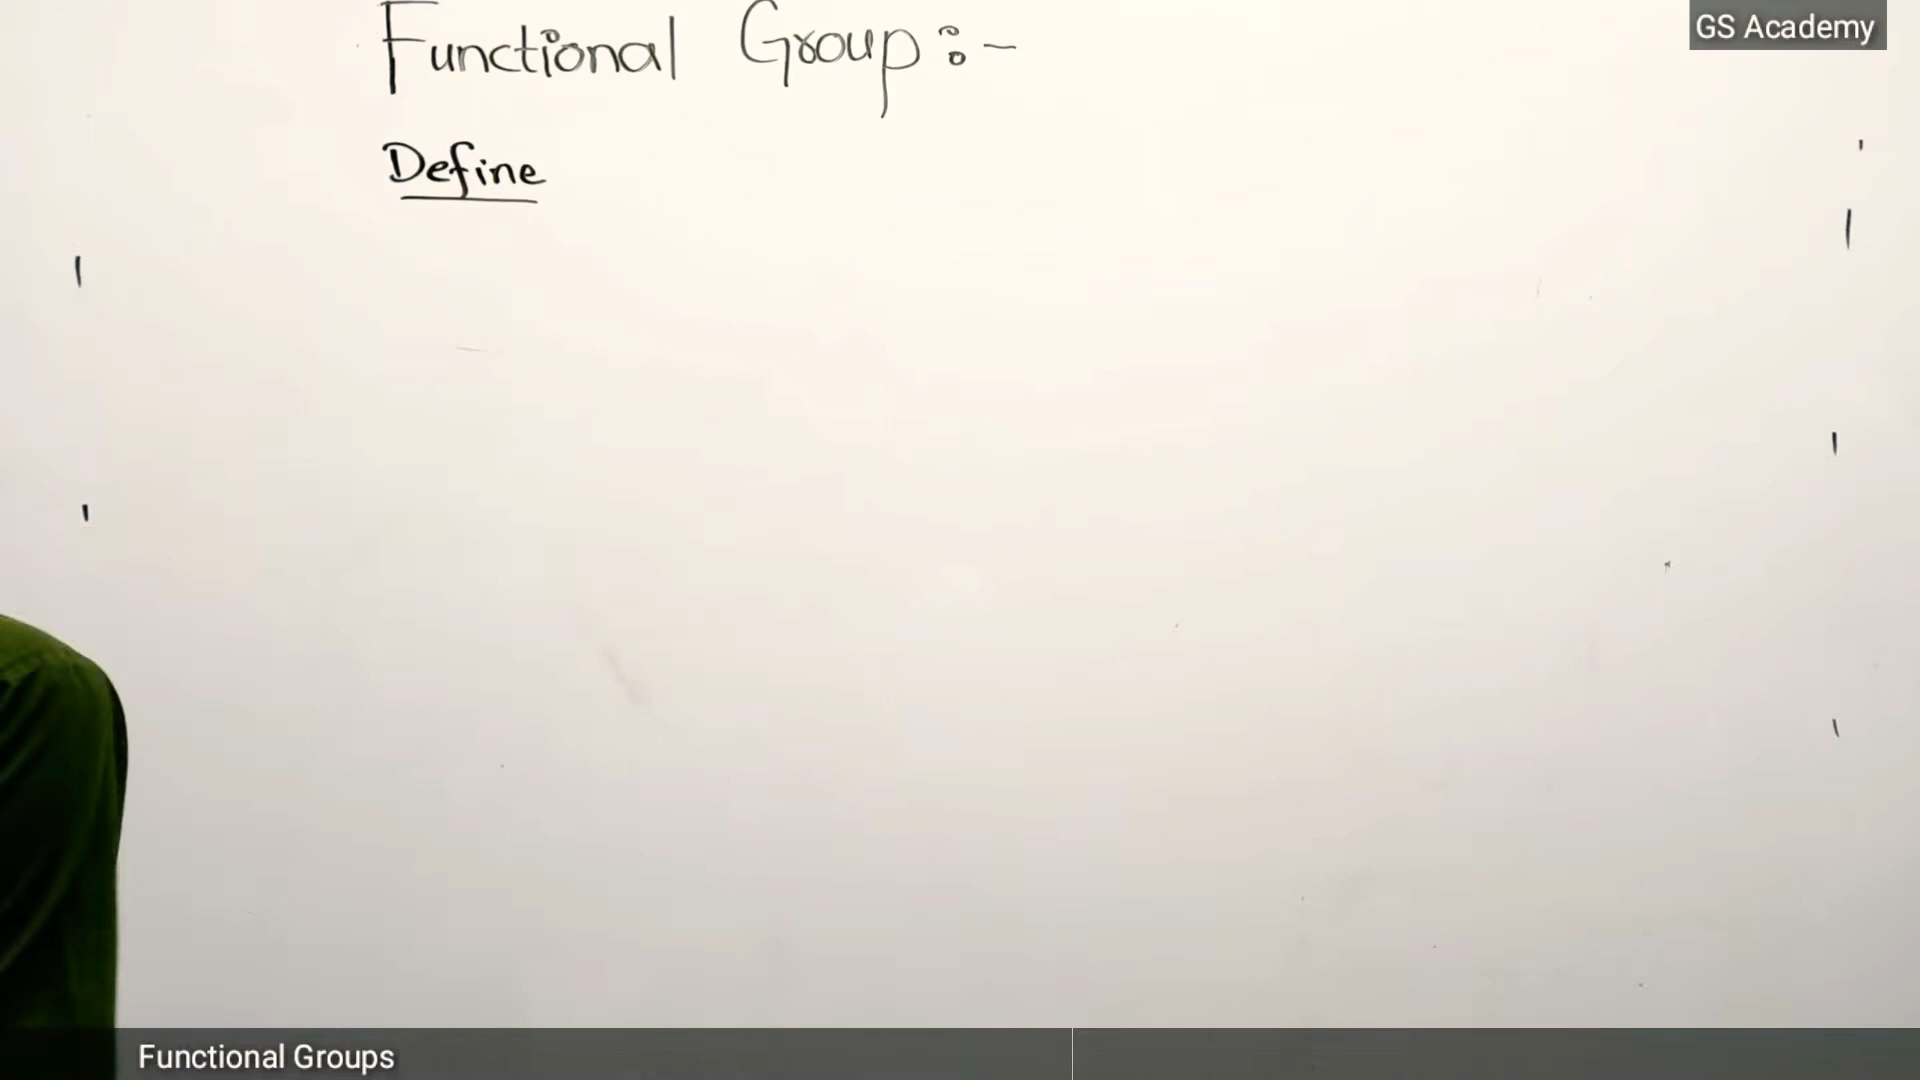 Functional Group :-
GS Academy
Define
Functional Groups